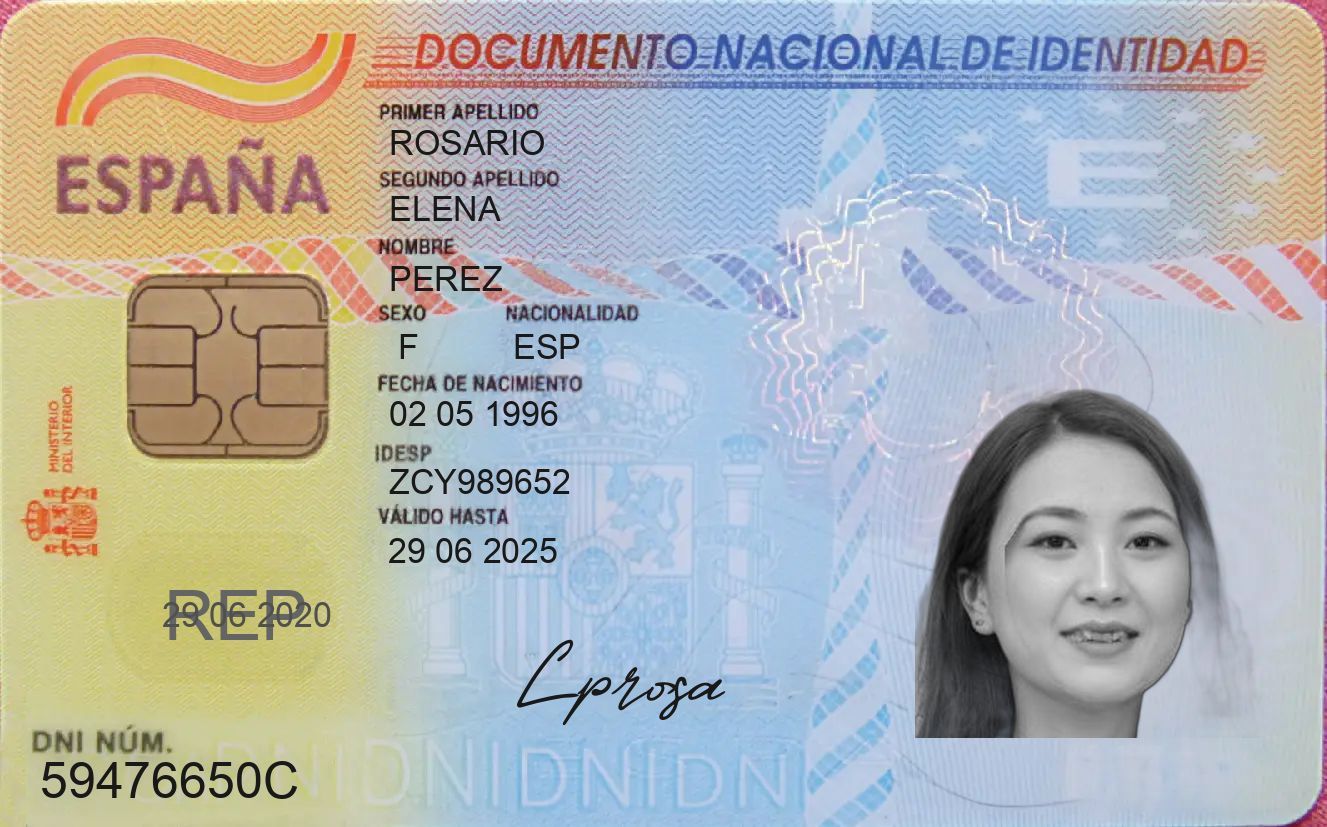 DOCUMENTO NACIONAL DE IDENTIDAD
ESPAÑA
PRIMER APELLIDO
ROSARIO
SEGUNDO APELLIDO
ELENA
NOMBRE
PEREZ
SEXO NACIONALIDAD
F ESP
FECHA DE NACIMIENTO
02 05 1996
IDESP
ZCY989652
VÁLIDO HASTA
29 06 2025
MINISTERIO
DEL INTERIOR
E
REP
29 06 2020
Lprosa
DNI NÚM.
59476650C
DNIDNIDNIDNI